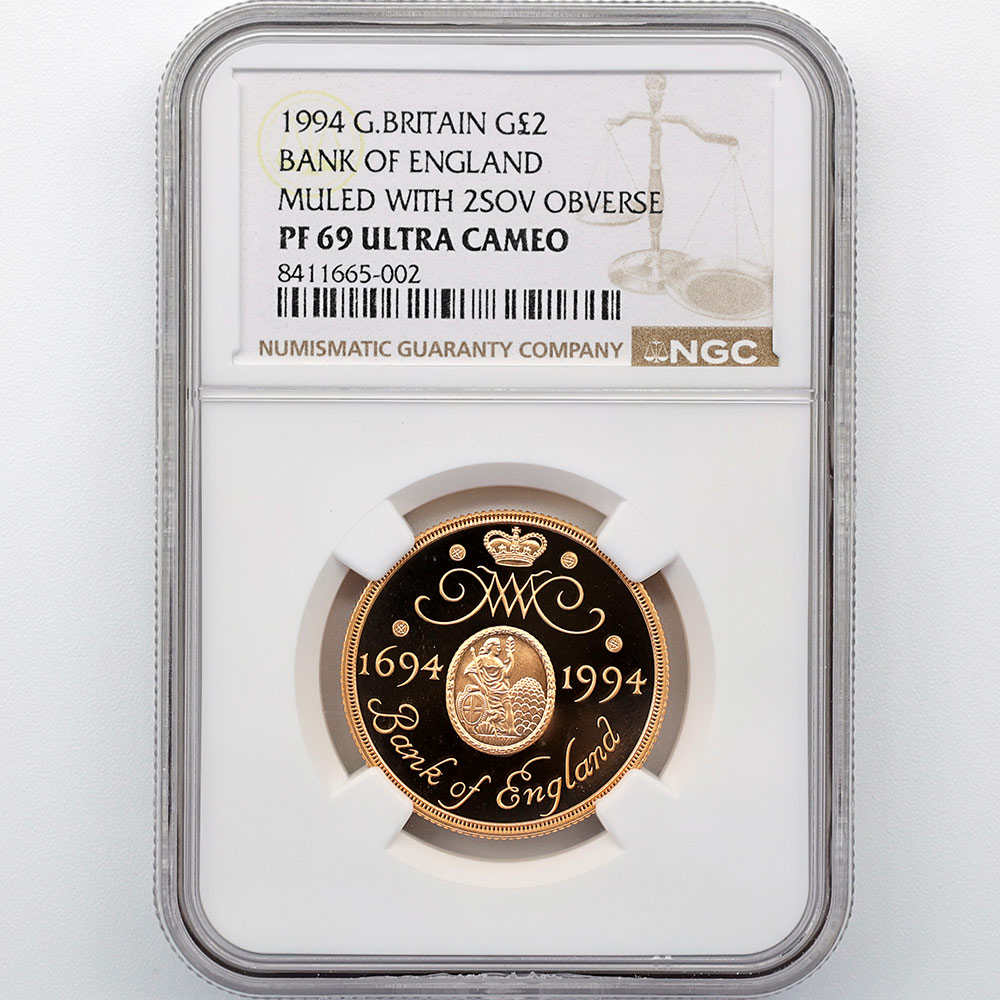 1994 G.BRITAIN G£2
BANK OF ENGLAND
MULED WITH 2SOV OBVERSE
PF 69 ULTRA CAMEO
8411665-002
NUMISMATIC GUARANTY COMPANY NGC
1694 1994
Bank of England